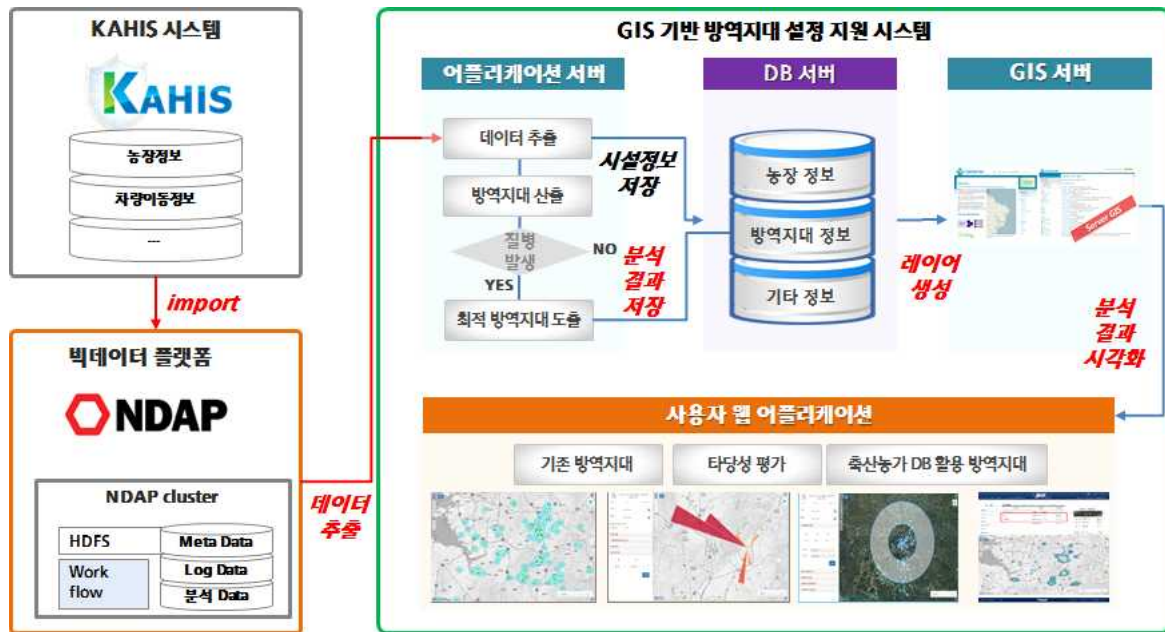 KAHIS 시스템
KAHIS
농장정보
차량이동정보
---
import
빅데이터 플랫폼
NDAP
NDAP cluster
HDFS
Work
flow
Meta Data
Log Data
분석 Data
데이터
추출
GIS 기반 방역지대 설정 지원 시스템
어플리케이션 서버
데이터 추출
방역지대 산출
질병
발생
NO
YES
최적 방역지대 도출
시설정보
저장
분석
결과
저장
DB 서버
농장 정보
방역지대 정보
기타 정보
레이어
생성
GIS 서버
Server GIS
분석
결과
시각화
사용자 웹 어플리케이션
기존 방역지대
타당성 평가
축산농가 DB 활용 방역지대